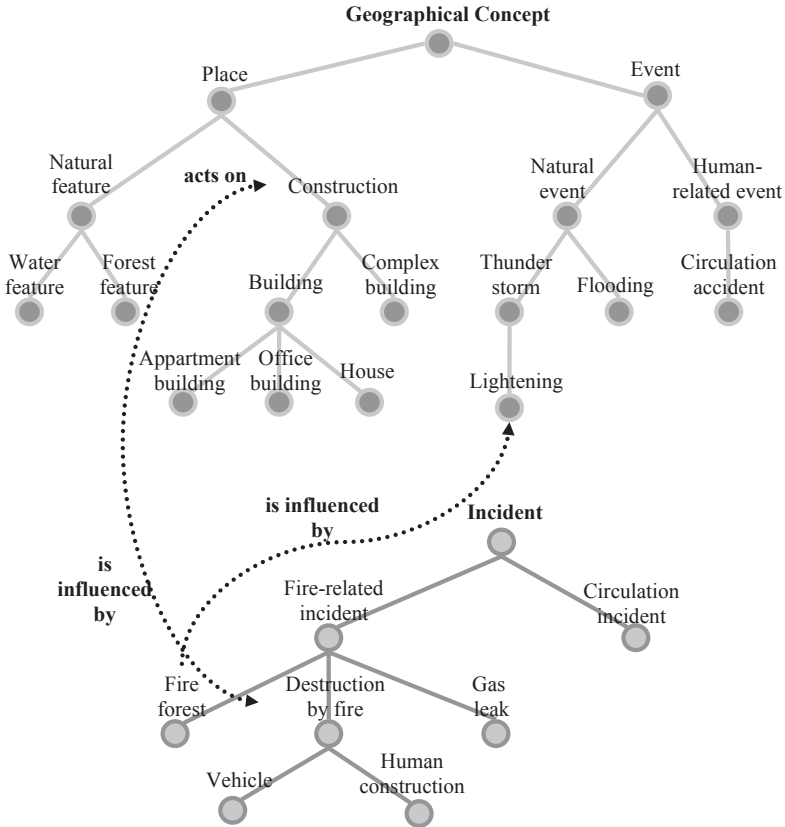 Geographical Concept
Place
Event
Natural
feature
acts on
Construction
Natural
event
Human-
related event
Water
feature
Forest
feature
Building
Complex
building
Thunder
storm
Flooding
Circulation
accident
Appartment
building
Office
building
House
Lightening
is influenced
by
Incident
is
influenced
by
Fire-related
incident
Circulation
incident
Fire
forest
Destruction
by fire
Gas
leak
Vehicle
Human
construction